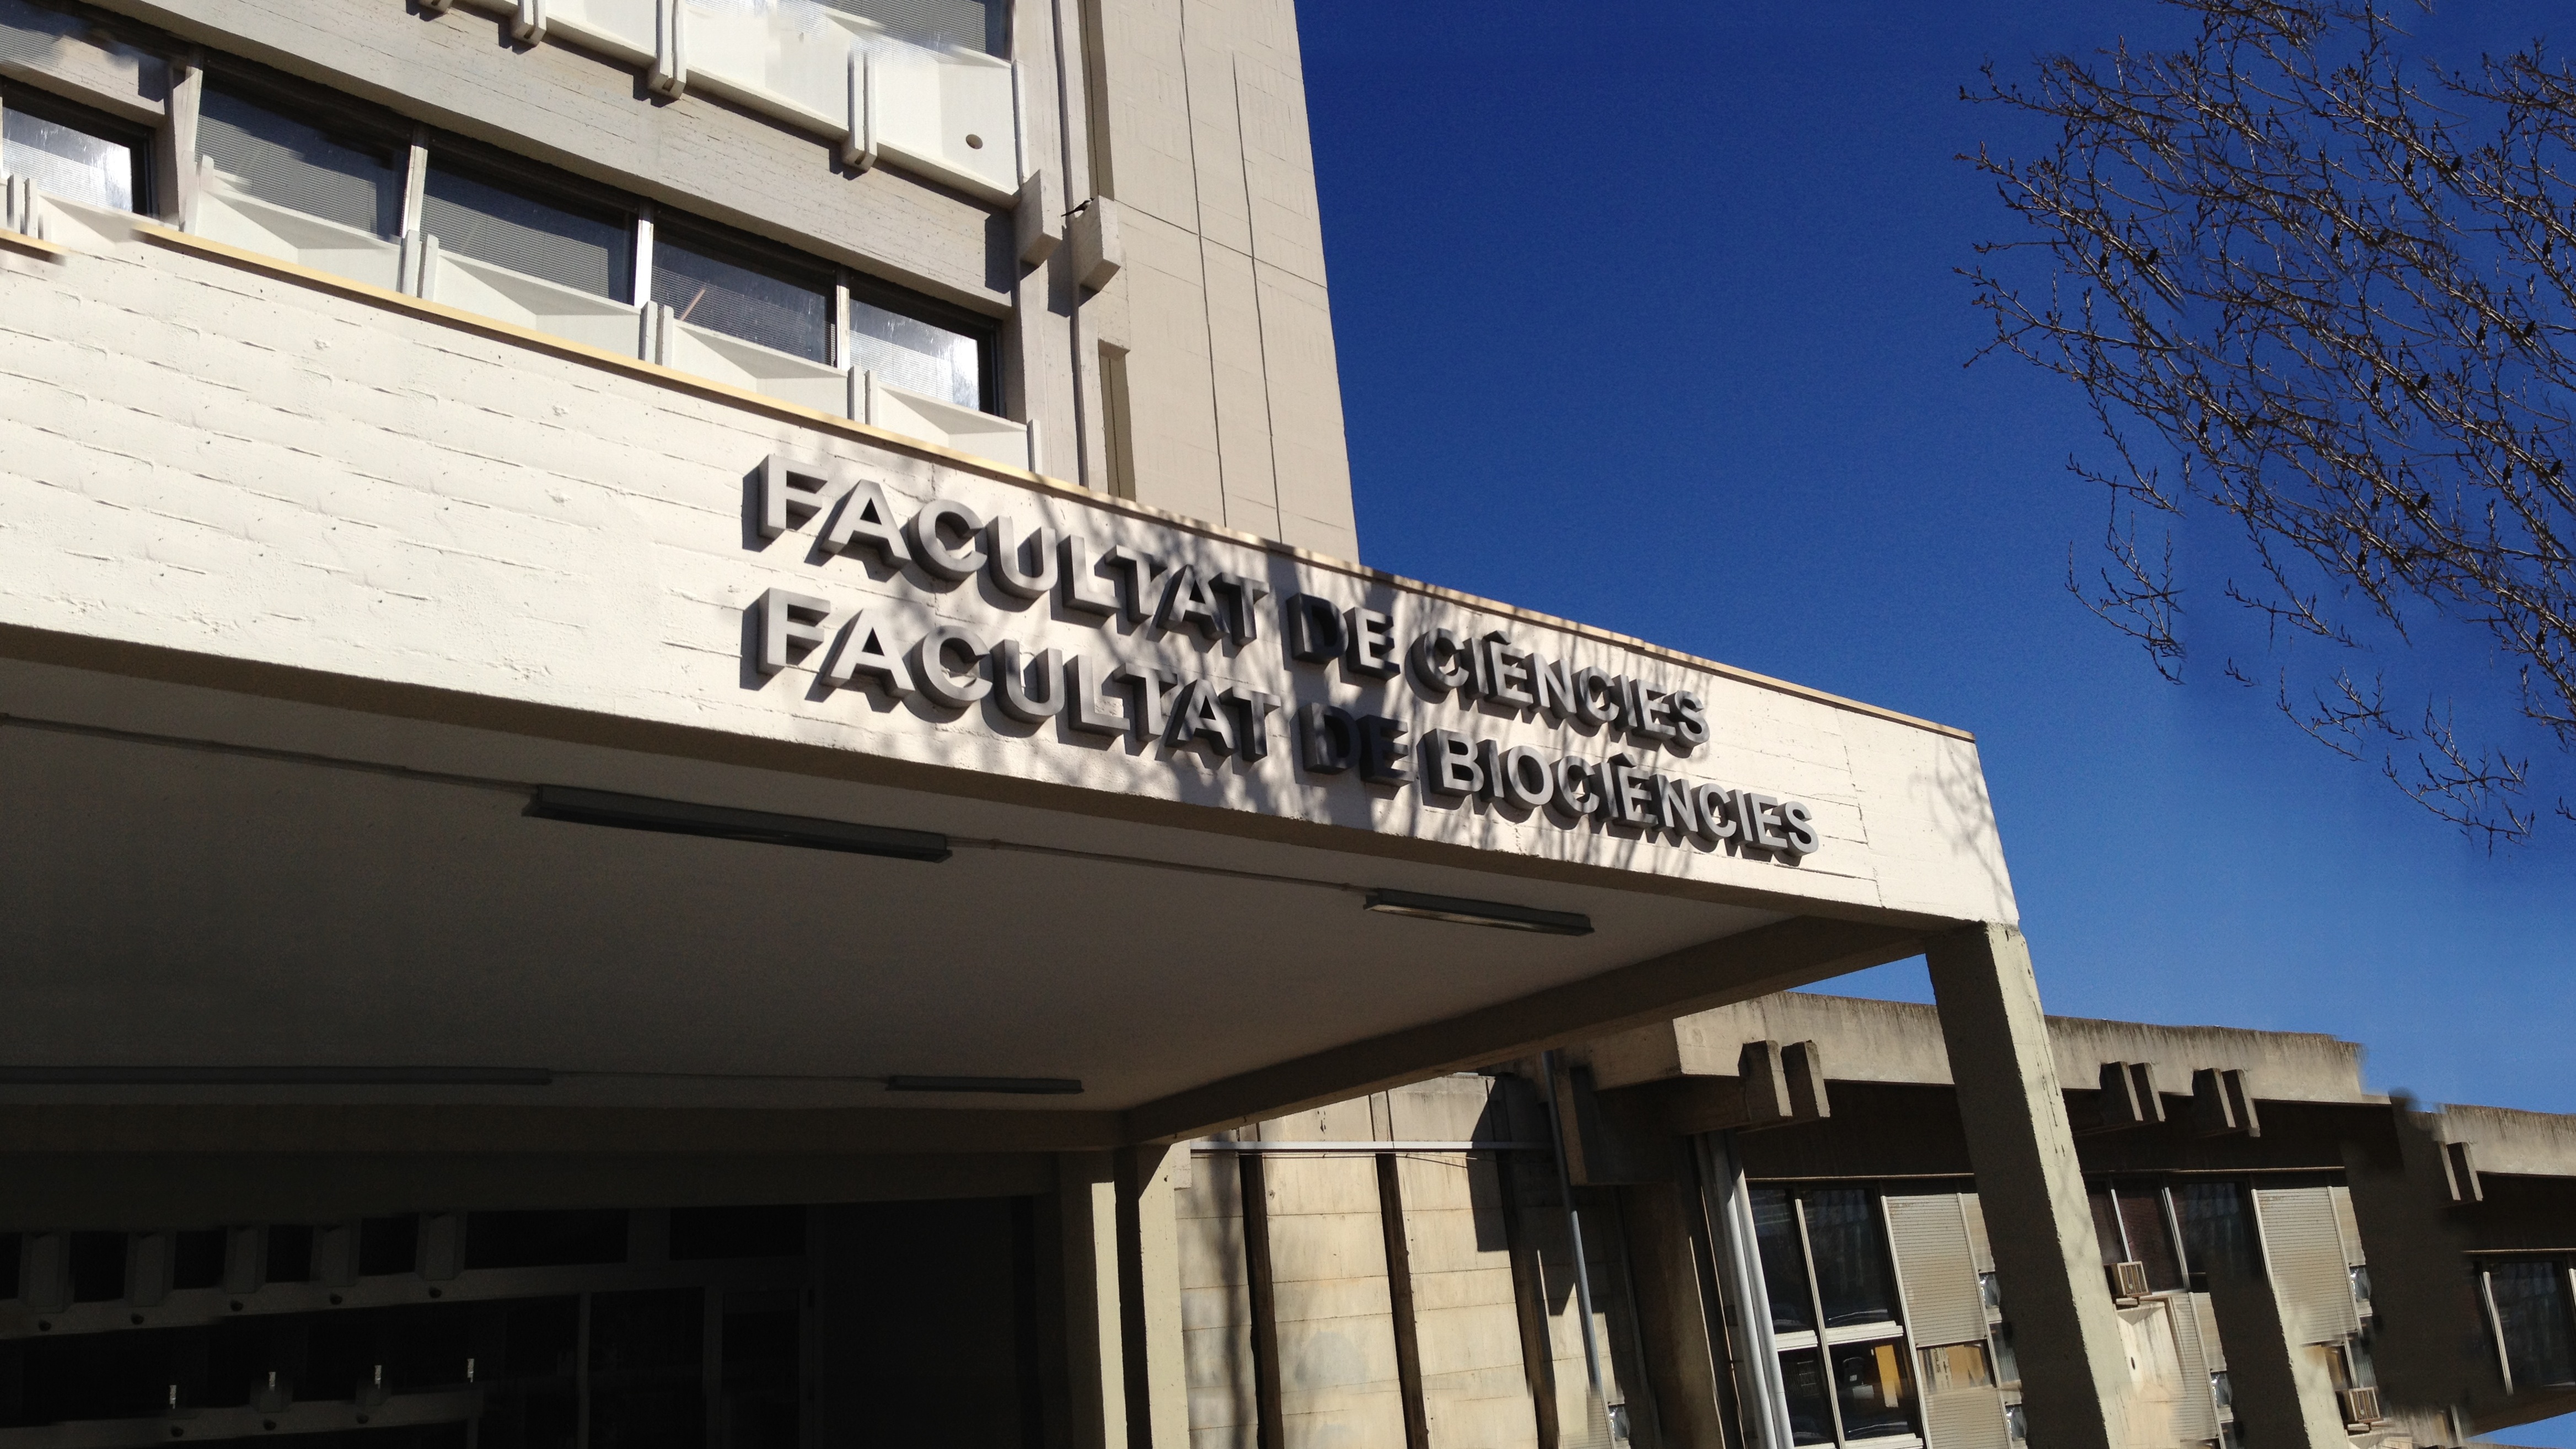 FACULTAT DE CIÈNCIES
FACULTAT DE BIOCIÈNCIES